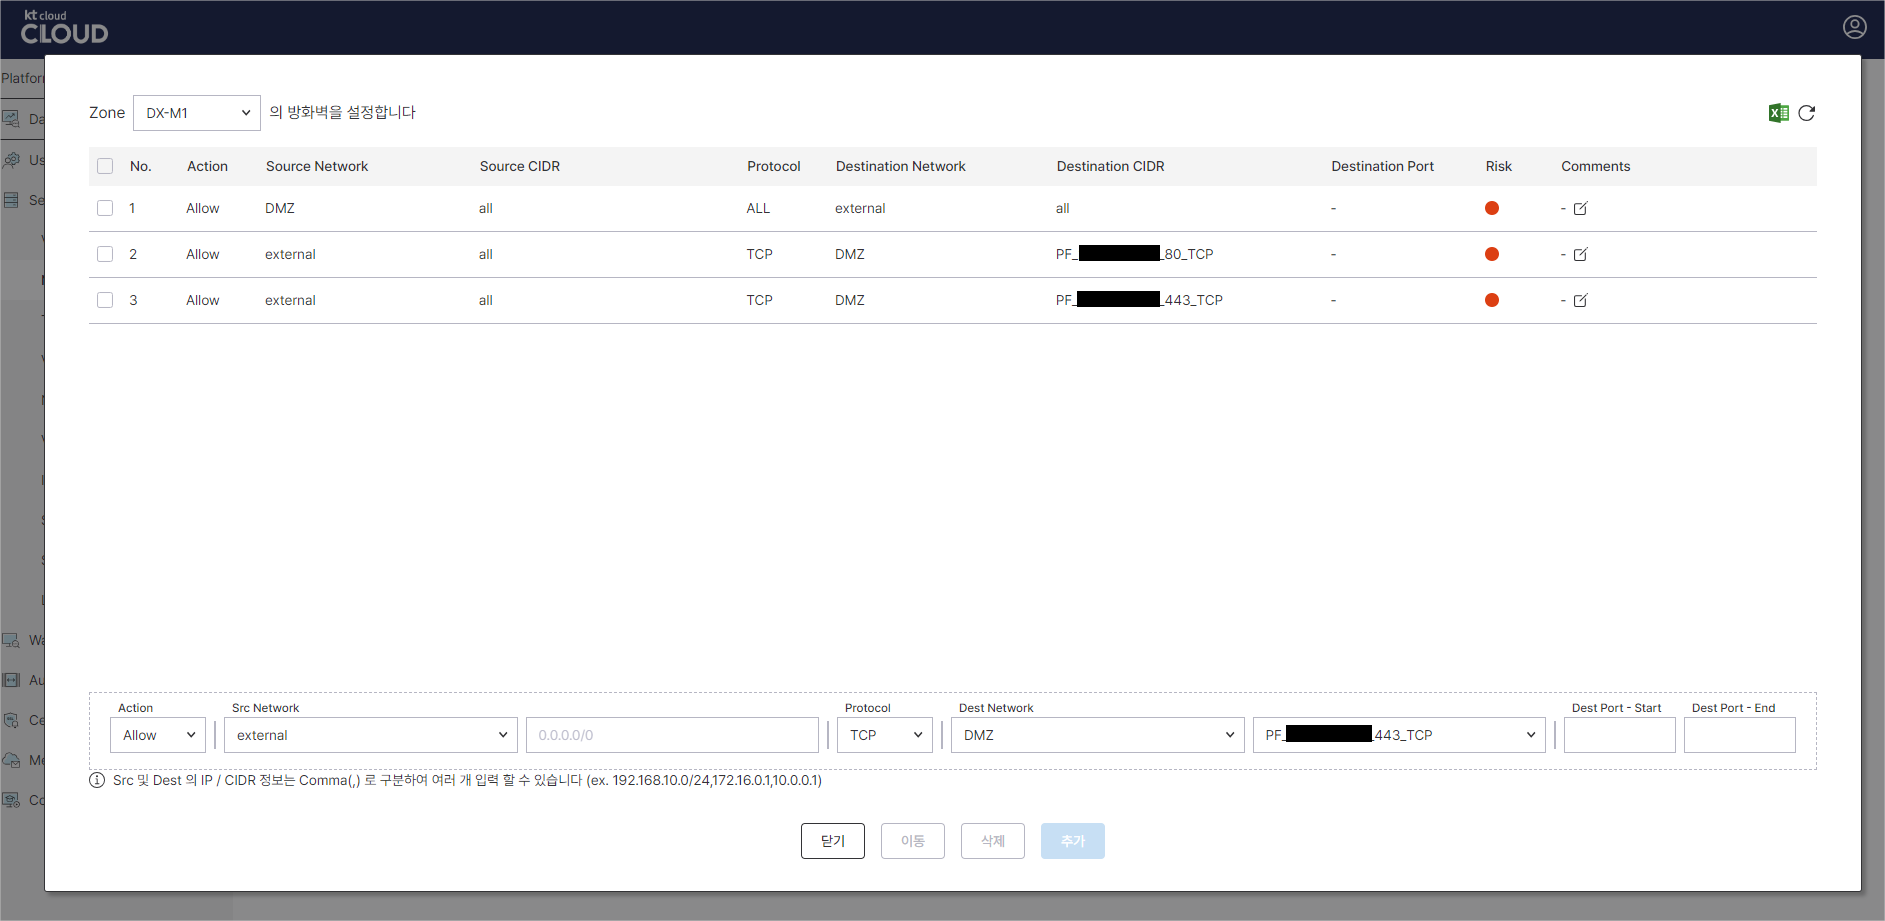 kt cloud
CLOUD
Platfor
Zone DX-M1 의 방화벽을 설정합니다
No. Action Source Network Source CIDR Protocol Destination Network Destination CIDR Destination Port Risk Comments
1 Allow DMZ all ALL external all - -
2 Allow external all TCP DMZ PF_ _80_TCP - -
3 Allow external all TCP DMZ PF_ _443_TCP - -
Da
Us
Se
Wa
Au
Ce
Me
Co
Action Src Network Protocol Dest Network Dest Port - Start Dest Port - End
Allow external 0.0.0.0/0 TCP DMZ PF_ _443_TCP
Src 및 Dest 의 IP / CIDR 정보는 Comma(,) 로 구분하여 여러 개 입력 할 수 있습니다 (ex. 192.168.10.0/24,172.16.0.1,10.0.0.1)
닫기 이동 삭제 추가